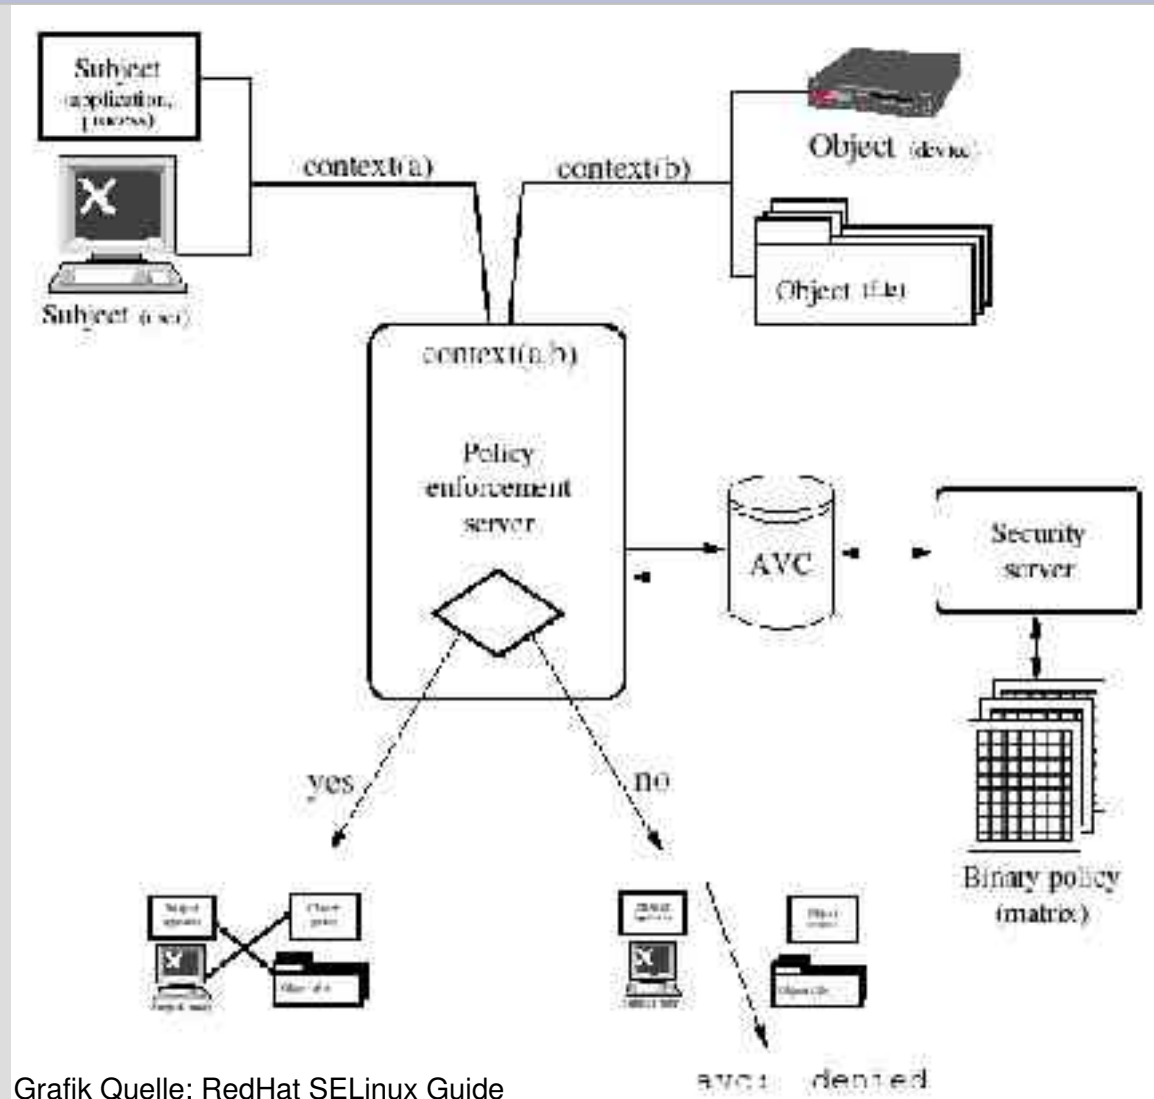 Subject
(application,
process)
Subject (user)
context(a)
context(b)
Object (device)
Object (file)
context(a,b)
Policy
enforcement
server
AVC
Security
server
Binary policy
(matrix)
yes
no
avc: denied
Grafik Quelle: RedHat SELinux Guide